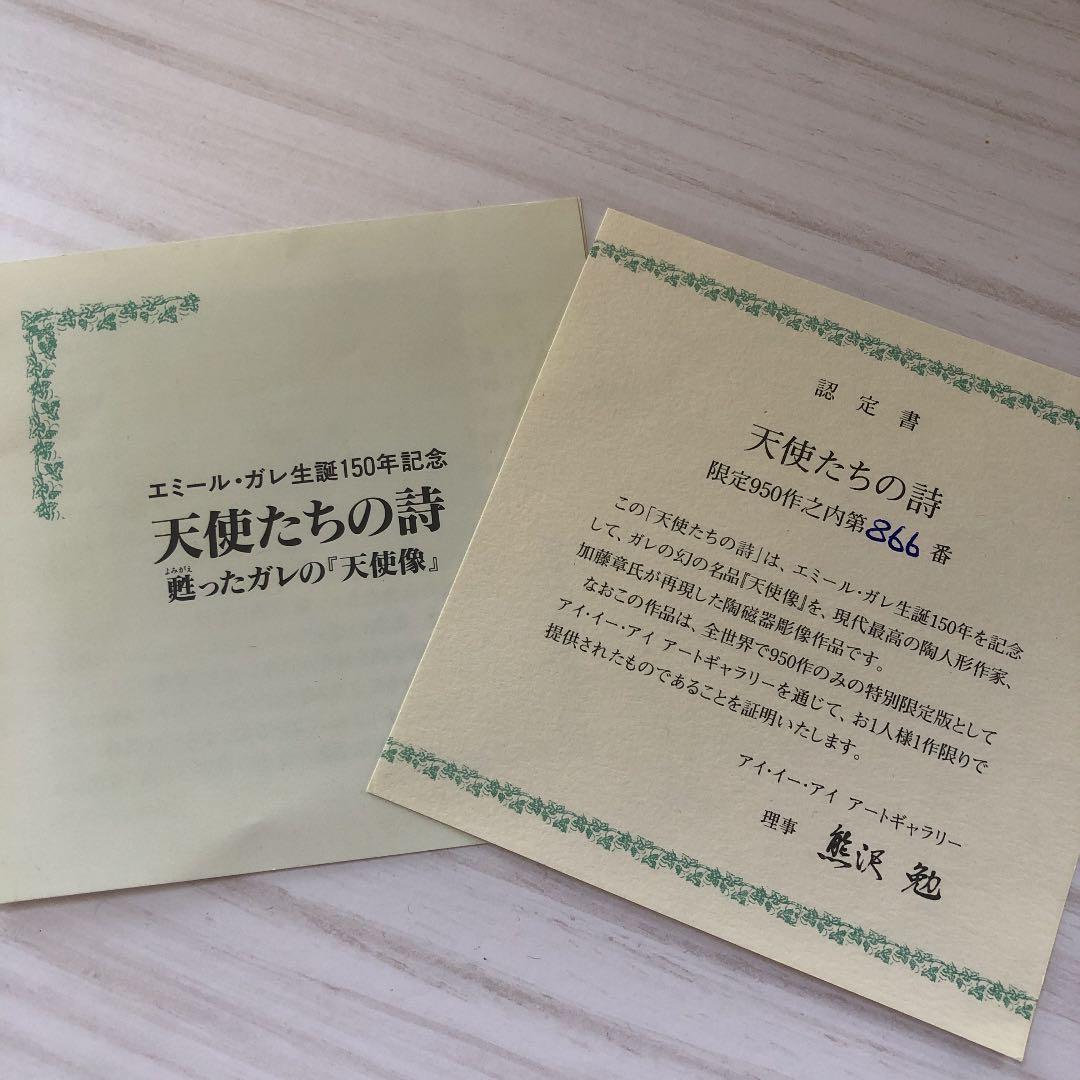 エミール・ガレ生誕150年記念
天使たちの詩
よみがえ
甦ったガレの『天使像』
認定書
天使たちの詩
限定950作之内第866番
この「天使たちの詩」は、エミール・ガレ生誕150年を記念
して、ガレの幻の名品『天使像』を、現代最高の陶人形作家、
加藤章氏が再現した陶磁器彫像作品です。
なおこの作品は、全世界で950作のみの特別限定版として
アイ・イー・アイ アートギャラリーを通じて、お1人様1作限りで
提供されたものであることを証明いたします。
アイ・イー・アイ アートギャラリー
理事 熊沢 勉